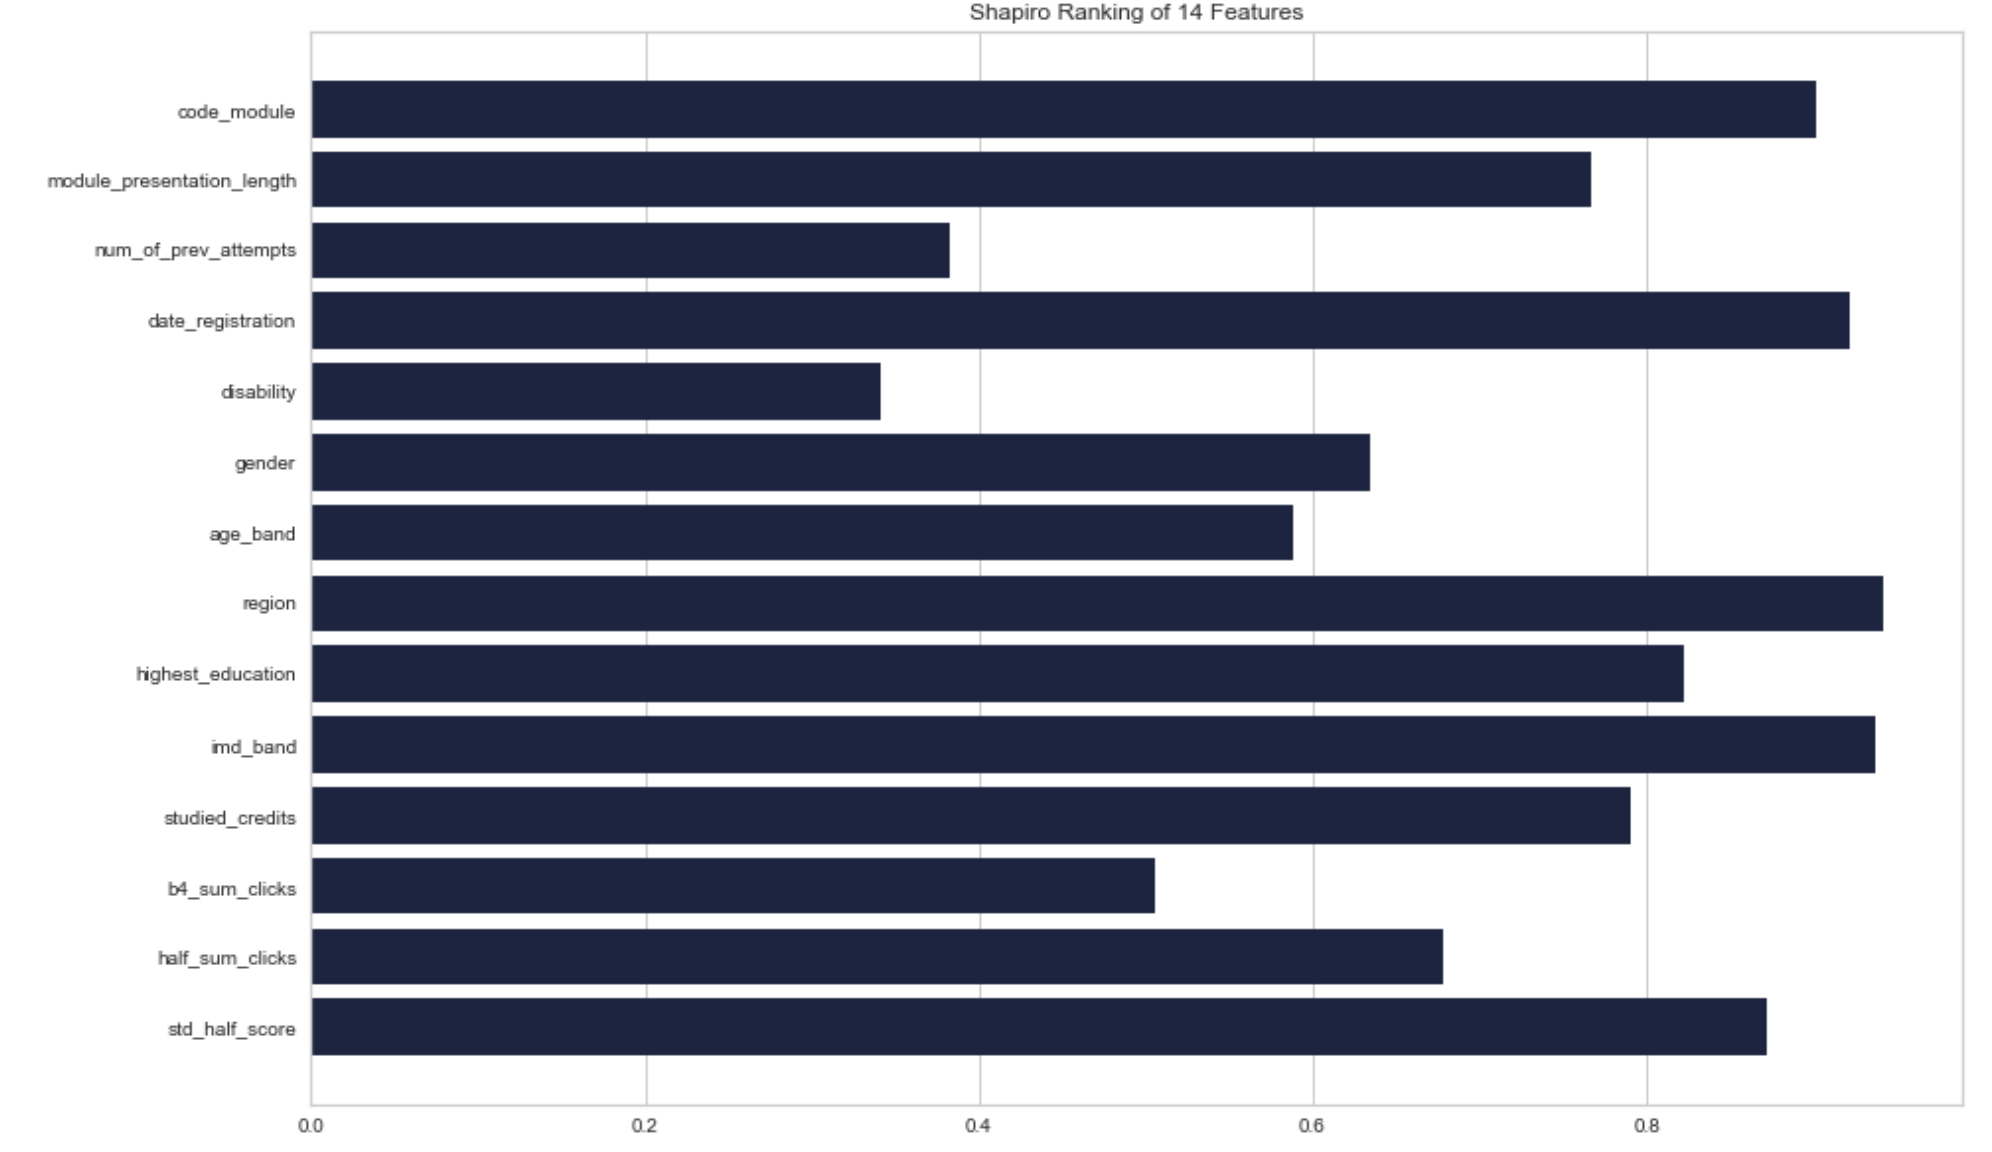 Shapiro Ranking of 14 Features
code_module
module_presentation_length
num_of_prev_attempts
date_registration
disability
gender
age_band
region
highest_education
imd_band
studied_credits
b4_sum_clicks
half_sum_clicks
std_half_score
0.0 0.2 0.4 0.6 0.8